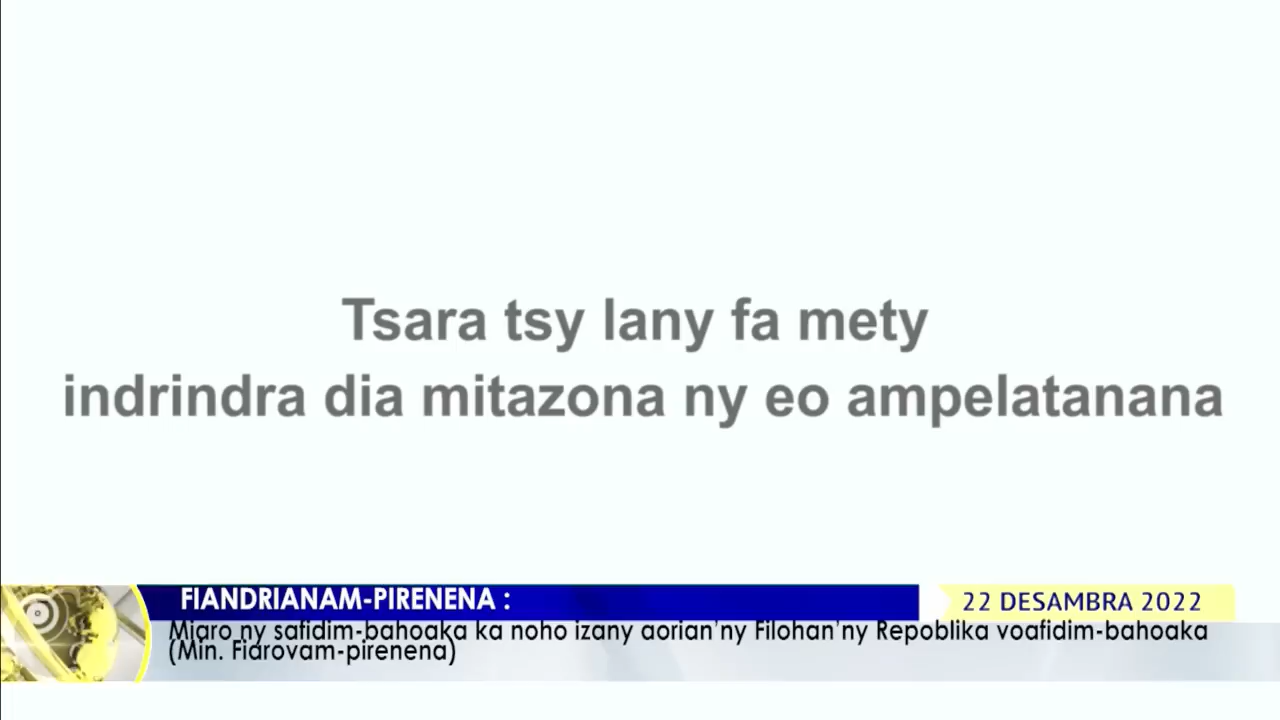 Tsara tsy lany fa mety
indrindra dia mitazona ny eo ampelatanana
FIANDRIANAM-PIRENENA :
22 DESAMBRA 2022
Miaro ny safidim-bahoaka ka noho izany aorian'ny Filohan'ny Repoblika voafidim-bahoaka
(Min. Fiarovam-pirenena)